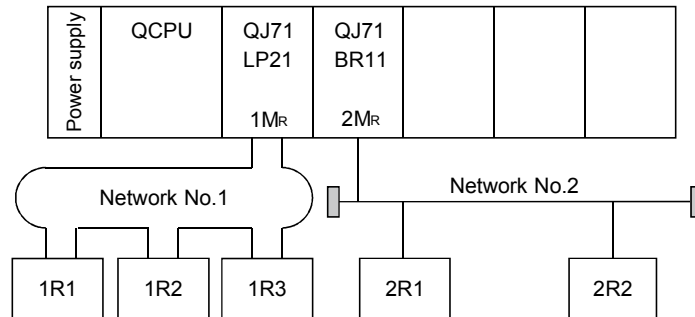 Power supply
QCPU
QJ71
LP21
1MR
QJ71
BR11
2MR
Network No.1
Network No.2
1R1
1R2
1R3
2R1
2R2